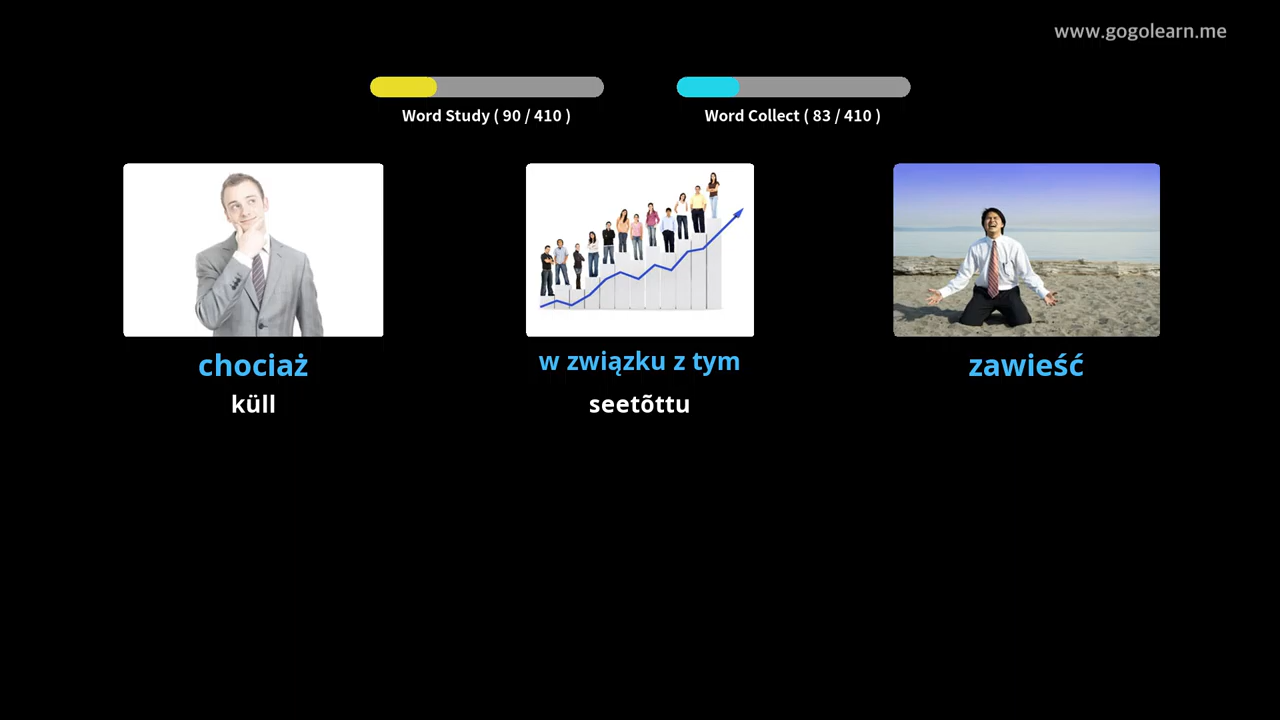 www.gogolearn.me
Word Study ( 90 / 410 )
Word Collect ( 83 / 410 )
chociaż
küll
w związku z tym
seetõttu
zawieść